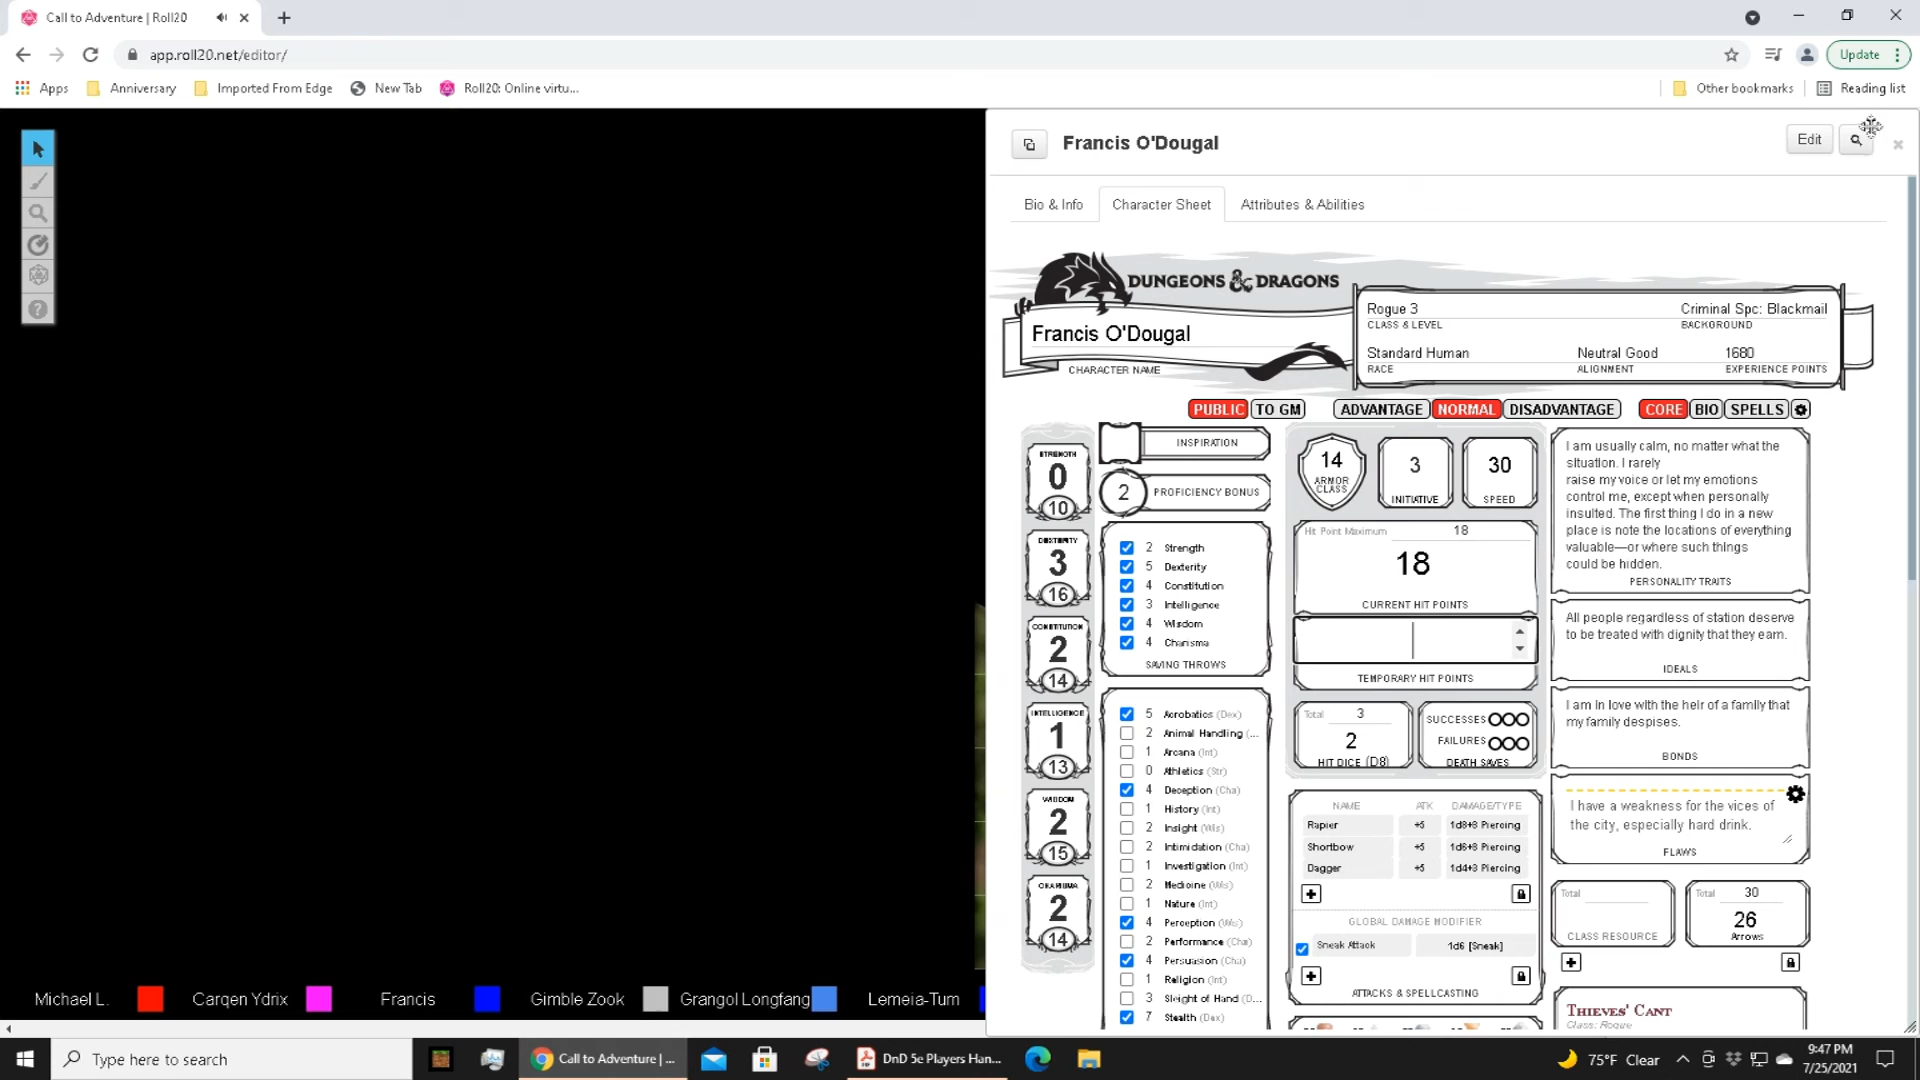 Call to Adventure | Roll20
app.roll20.net/editor/
Update
Apps
Anniversary
Imported From Edge
New Tab
Roll20: Online virtu...
Other bookmarks
Reading list
Francis O'Dougal
Edit
Bio & Info
Character Sheet
Attributes & Abilities
DUNGEONS & DRAGONS
Francis O'Dougal
CHARACTER NAME
Rogue 3
Criminal Spc: Blackmail
CLASS & LEVEL
BACKGROUND
Standard Human
Neutral Good
1680
RACE
ALIGNMENT
EXPERIENCE POINTS
PUBLIC
TO GM
ADVANTAGE
NORMAL
DISADVANTAGE
CORE
BIO
SPELLS
STRENGTH
0
10
DEXTERITY
3
16
CONSTITUTION
2
14
INTELLIGENCE
1
13
WISDOM
2
15
CHARISMA
2
14
INSPIRATION
2 PROFICIENCY BONUS
2 Strength
5 Dexterity
4 Constitution
3 Intelligence
4 Wisdom
4 Charisma
SAVING THROWS
5 Acrobatics (Dex)
2 Animal Handling (...
1 Arcana (Int)
0 Athletics (Str)
4 Deception (Cha)
1 History (Int)
2 Insight (Wis)
2 Intimidation (Cha)
1 Investigation (Int)
2 Medicine (Wis)
1 Nature (Int)
4 Perception (Wis)
2 Performance (Cha)
4 Persuasion (Cha)
1 Religion (Int)
3 Sleight of Hand (D...
7 Stealth (Dex)
14
ARMOR
CLASS
3
INITIATIVE
30
SPEED
Hit Point Maximum 18
18
CURRENT HIT POINTS
TEMPORARY HIT POINTS
Total 3
2
HIT DICE (D8)
SUCCESSES
FAILURES
DEATH SAVES
NAME ATK DAMAGE/TYPE
Rapier +5 1d8+3 Piercing
Shortbow +5 1d6+3 Piercing
Dagger +5 1d4+3 Piercing
GLOBAL DAMAGE MODIFIER
Sneak Attack 1d6 [Sneak]
ATTACKS & SPELLCASTING
I am usually calm, no matter what the
situation. I rarely
raise my voice or let my emotions
control me, except when personally
insulted. The first thing I do in a new
place is note the locations of everything
valuable—or where such things
could be hidden.
PERSONALITY TRAITS
All people regardless of station deserve
to be treated with dignity that they earn.
IDEALS
I am in love with the heir of a family that
my family despises.
BONDS
I have a weakness for the vices of
the city, especially hard drink.
FLAWS
Total
CLASS RESOURCE
Total 30
26
Arrows
THIEVES' CANT
Class: Rogue
Michael L.
Carqen Ydrix
Francis
Gimble Zook
Grangol Longfang
Lemeia-Tum
Type here to search
Call to Adventure | ...
DnD 5e Players Han...
75°F Clear
9:47 PM
7/25/2021